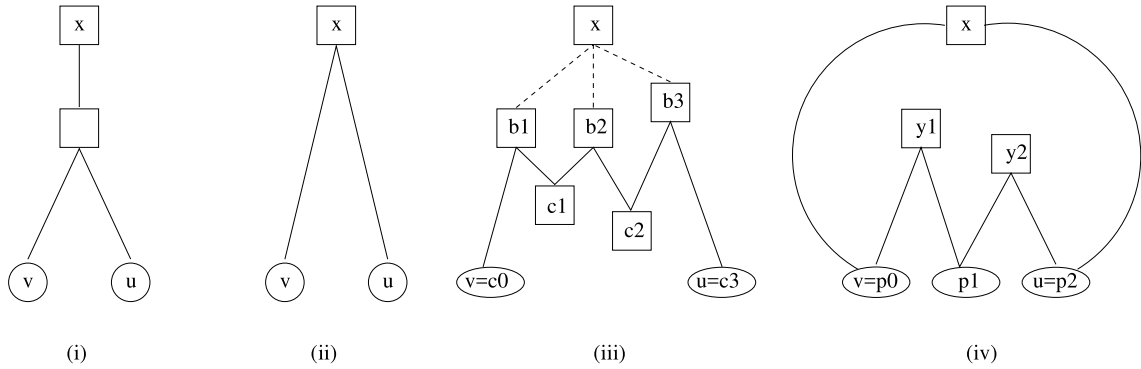 x
v
u
(i)
x
v
u
(ii)
x
b1
b2
b3
c1
c2
v=c0
u=c3
(iii)
x
y1
y2
v=p0
p1
u=p2
(iv)